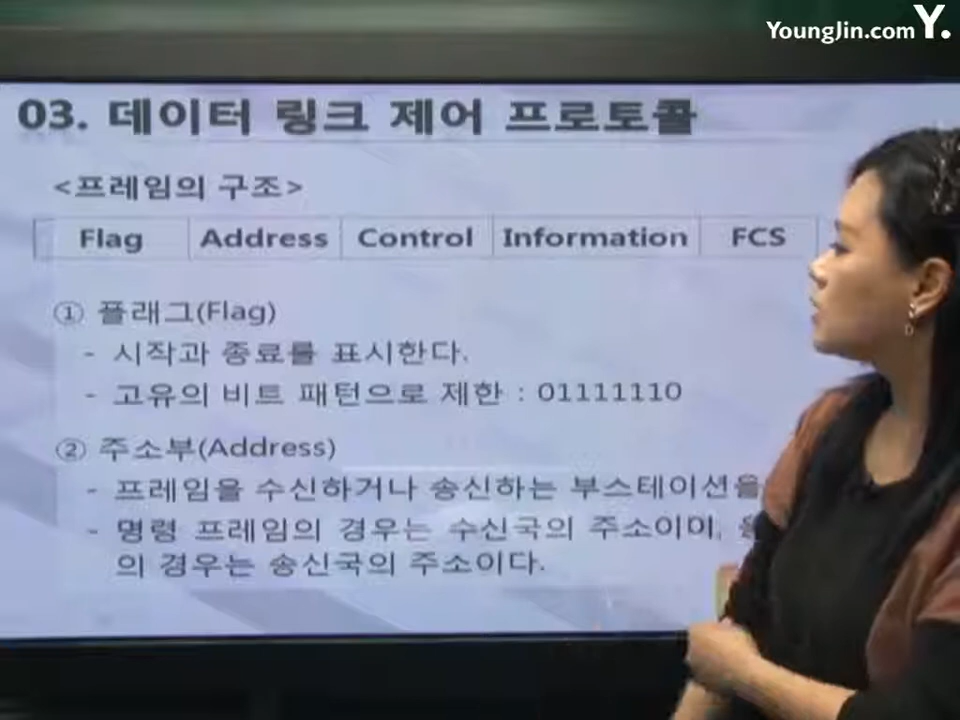 YoungJin.com Y.
03. 데이터 링크 제어 프로토콜
<프레임의 구조>
Flag Address Control Information FCS
① 플래그(Flag)
- 시작과 종료를 표시한다.
- 고유의 비트 패턴으로 제한 : 01111110
② 주소부(Address)
- 프레임을 수신하거나 송신하는 부스테이션을
- 명령 프레임의 경우는 수신국의 주소이며,
의 경우는 송신국의 주소이다.